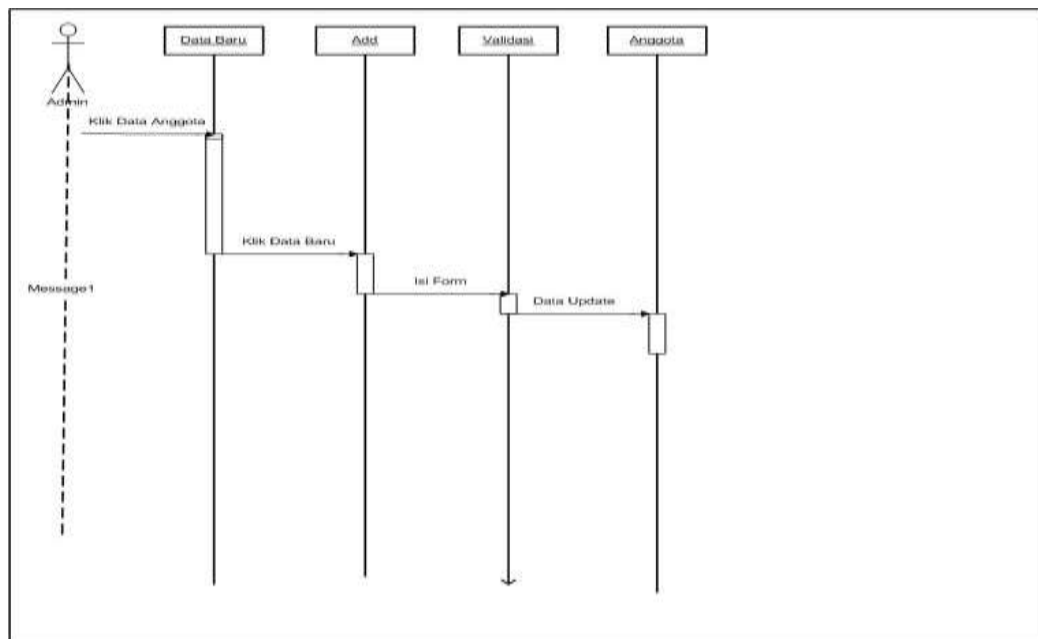 Data Baru
Add
Validasi
Anggota
Admin
Klik Data Anggota
Klik Data Baru
Isi Form
Message1
Data Update